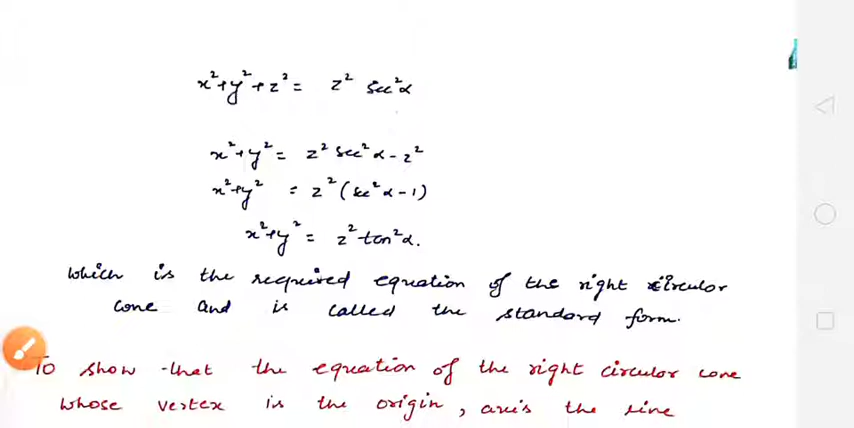 x²+y²+z² = z² sec²α
x²+y² = z² sec²α - z²
x²+y² = z² (sec²α - 1)
x²+y² = z² tan²α.
which is the required equation of the right circular
cone and is called the standard form.
To show that the equation of the right circular cone
whose vertex is the origin, axis the line